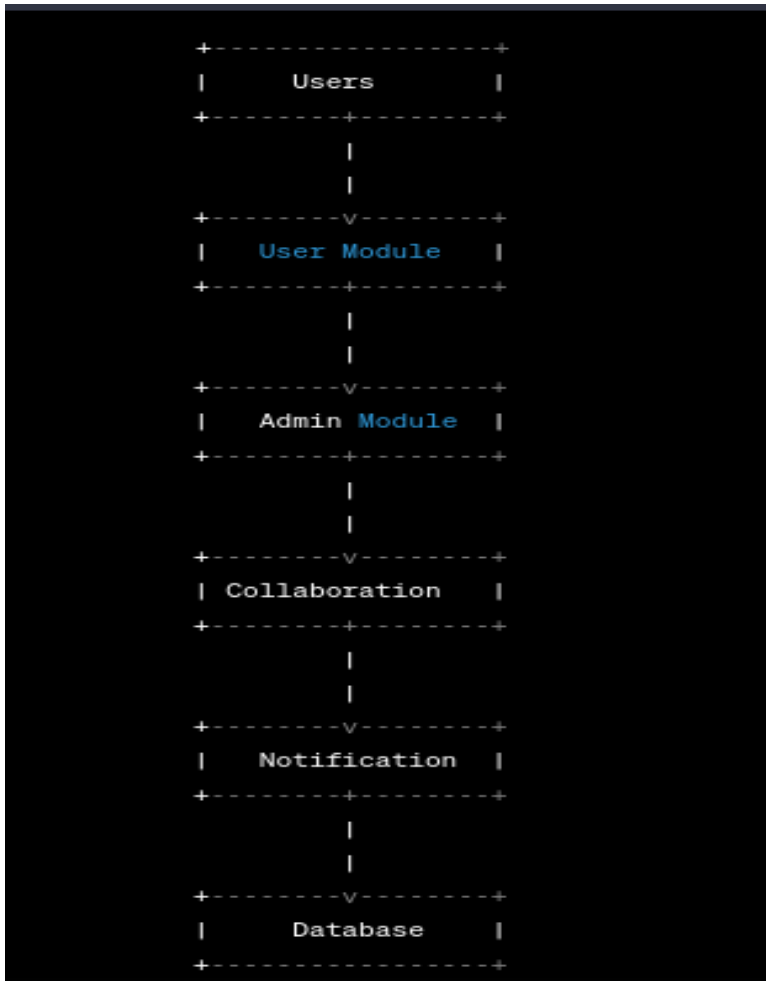 +-----------------+
|     Users       |
+--------+--------+
|
|
+--------v--------+
|   User Module   |
+--------+--------+
|
|
+--------v--------+
|   Admin Module  |
+--------+--------+
|
|
+--------v--------+
| Collaboration   |
+--------+--------+
|
|
+--------v--------+
|   Notification  |
+--------+--------+
|
|
+--------v--------+
|     Database    |
+-----------------+